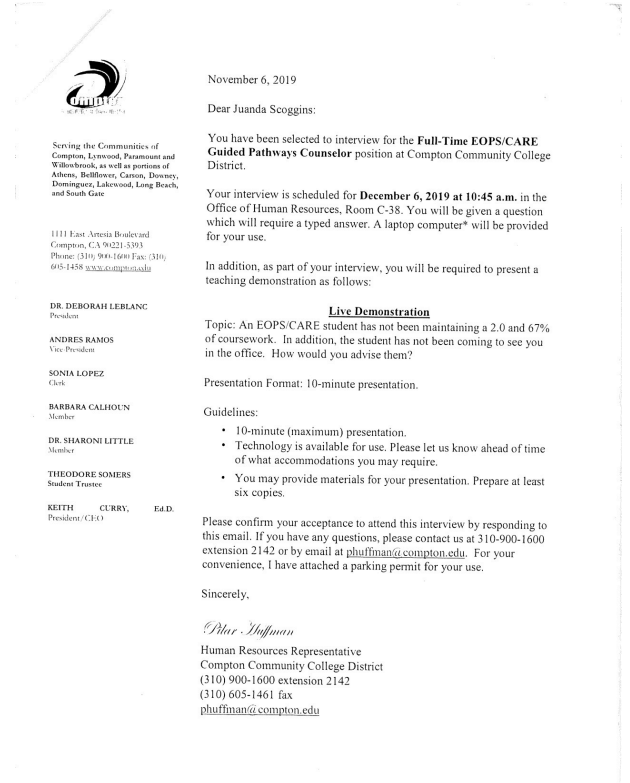 Compton
November 6, 2019
Dear Juanda Scoggins:
You have been selected to interview for the Full-Time EOPS/CARE
Guided Pathways Counselor position at Compton Community College
District.
Your interview is scheduled for December 6, 2019 at 10:45 a.m. in the
Office of Human Resources, Room C-38. You will be given a question
which will require a typed answer. A laptop computer* will be provided
for your use.
In addition, as part of your interview, you will be required to present a
teaching demonstration as follows:
Live Demonstration
Topic: An EOPS/CARE student has not been maintaining a 2.0 and 67%
of coursework. In addition, the student has not been coming to see you
in the office. How would you advise them?
Presentation Format: 10-minute presentation.
Guidelines:
• 10-minute (maximum) presentation.
• Technology is available for use. Please let us know ahead of time
of what accommodations you may require.
• You may provide materials for your presentation. Prepare at least
six copies.
Please confirm your acceptance to attend this interview by responding to
this email. If you have any questions, please contact us at 310-900-1600
extension 2142 or by email at phuffman@compton.edu. For your
convenience, I have attached a parking permit for your use.
Sincerely,
Pilar Huffman
Human Resources Representative
Compton Community College District
(310) 900-1600 extension 2142
(310) 605-1461 fax
phuffman@compton.edu
Serving the Communities of
Compton, Lynwood, Paramount and
Willowbrook, as well as portions of
Athens, Bellflower, Carson, Downey,
Dominguez, Lakewood, Long Beach,
and South Gate
1111 East Artesia Boulevard
Compton, CA 90221-5393
Phone: (310) 900-1600 Fax: (310)
605-1458 www.compton.edu
DR. DEBORAH LEBLANC
President
ANDRES RAMOS
Vice-President
SONIA LOPEZ
Clerk
BARBARA CALHOUN
Member
DR. SHARONI LITTLE
Member
THEODORE SOMERS
Student Trustee
KEITH CURRY, Ed.D.
President/CEO